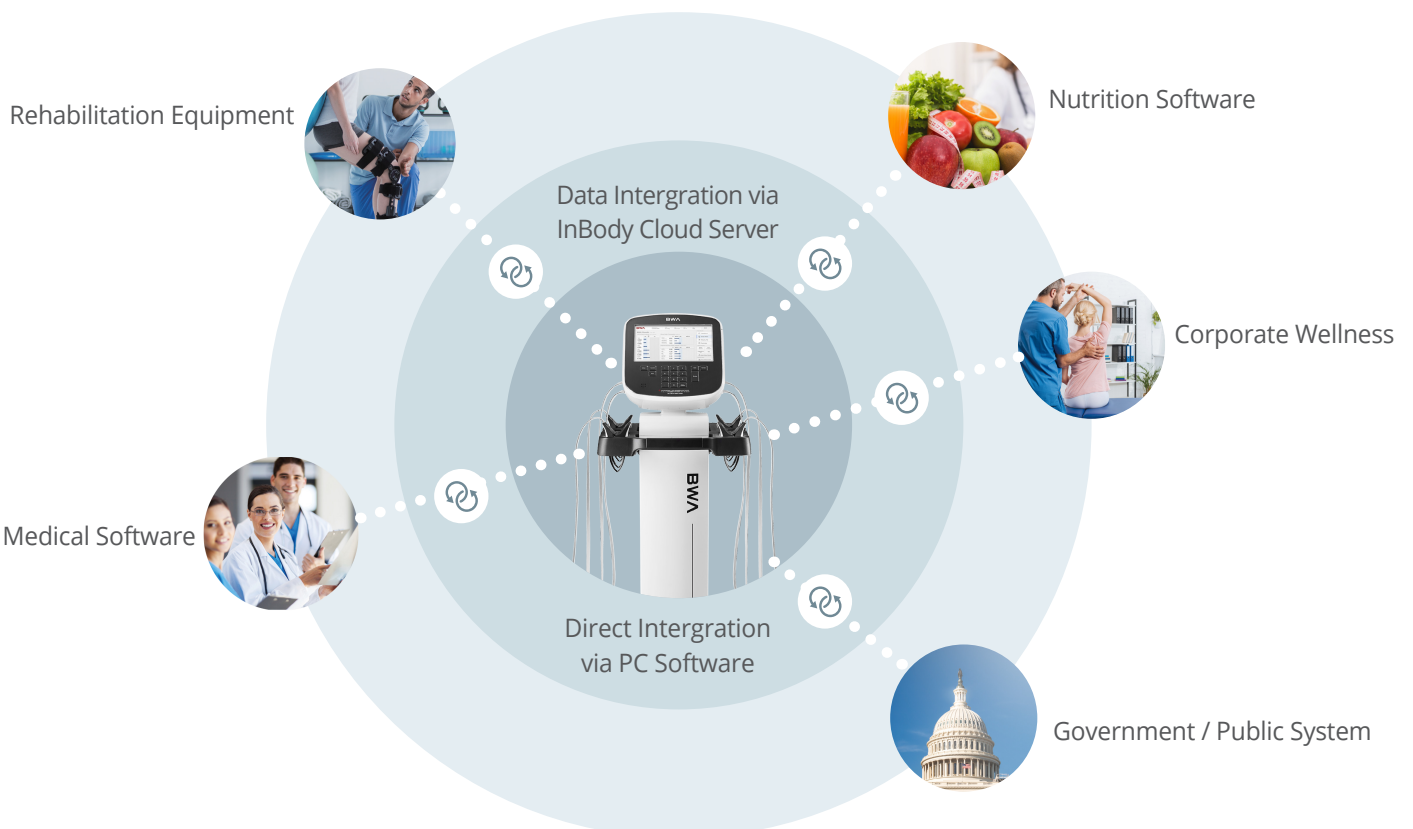 Rehabilitation Equipment
Nutrition Software
Data Intergration via
InBody Cloud Server
BWA
BWA
Corporate Wellness
BWA
Medical Software
Direct Intergration
via PC Software
Government / Public System